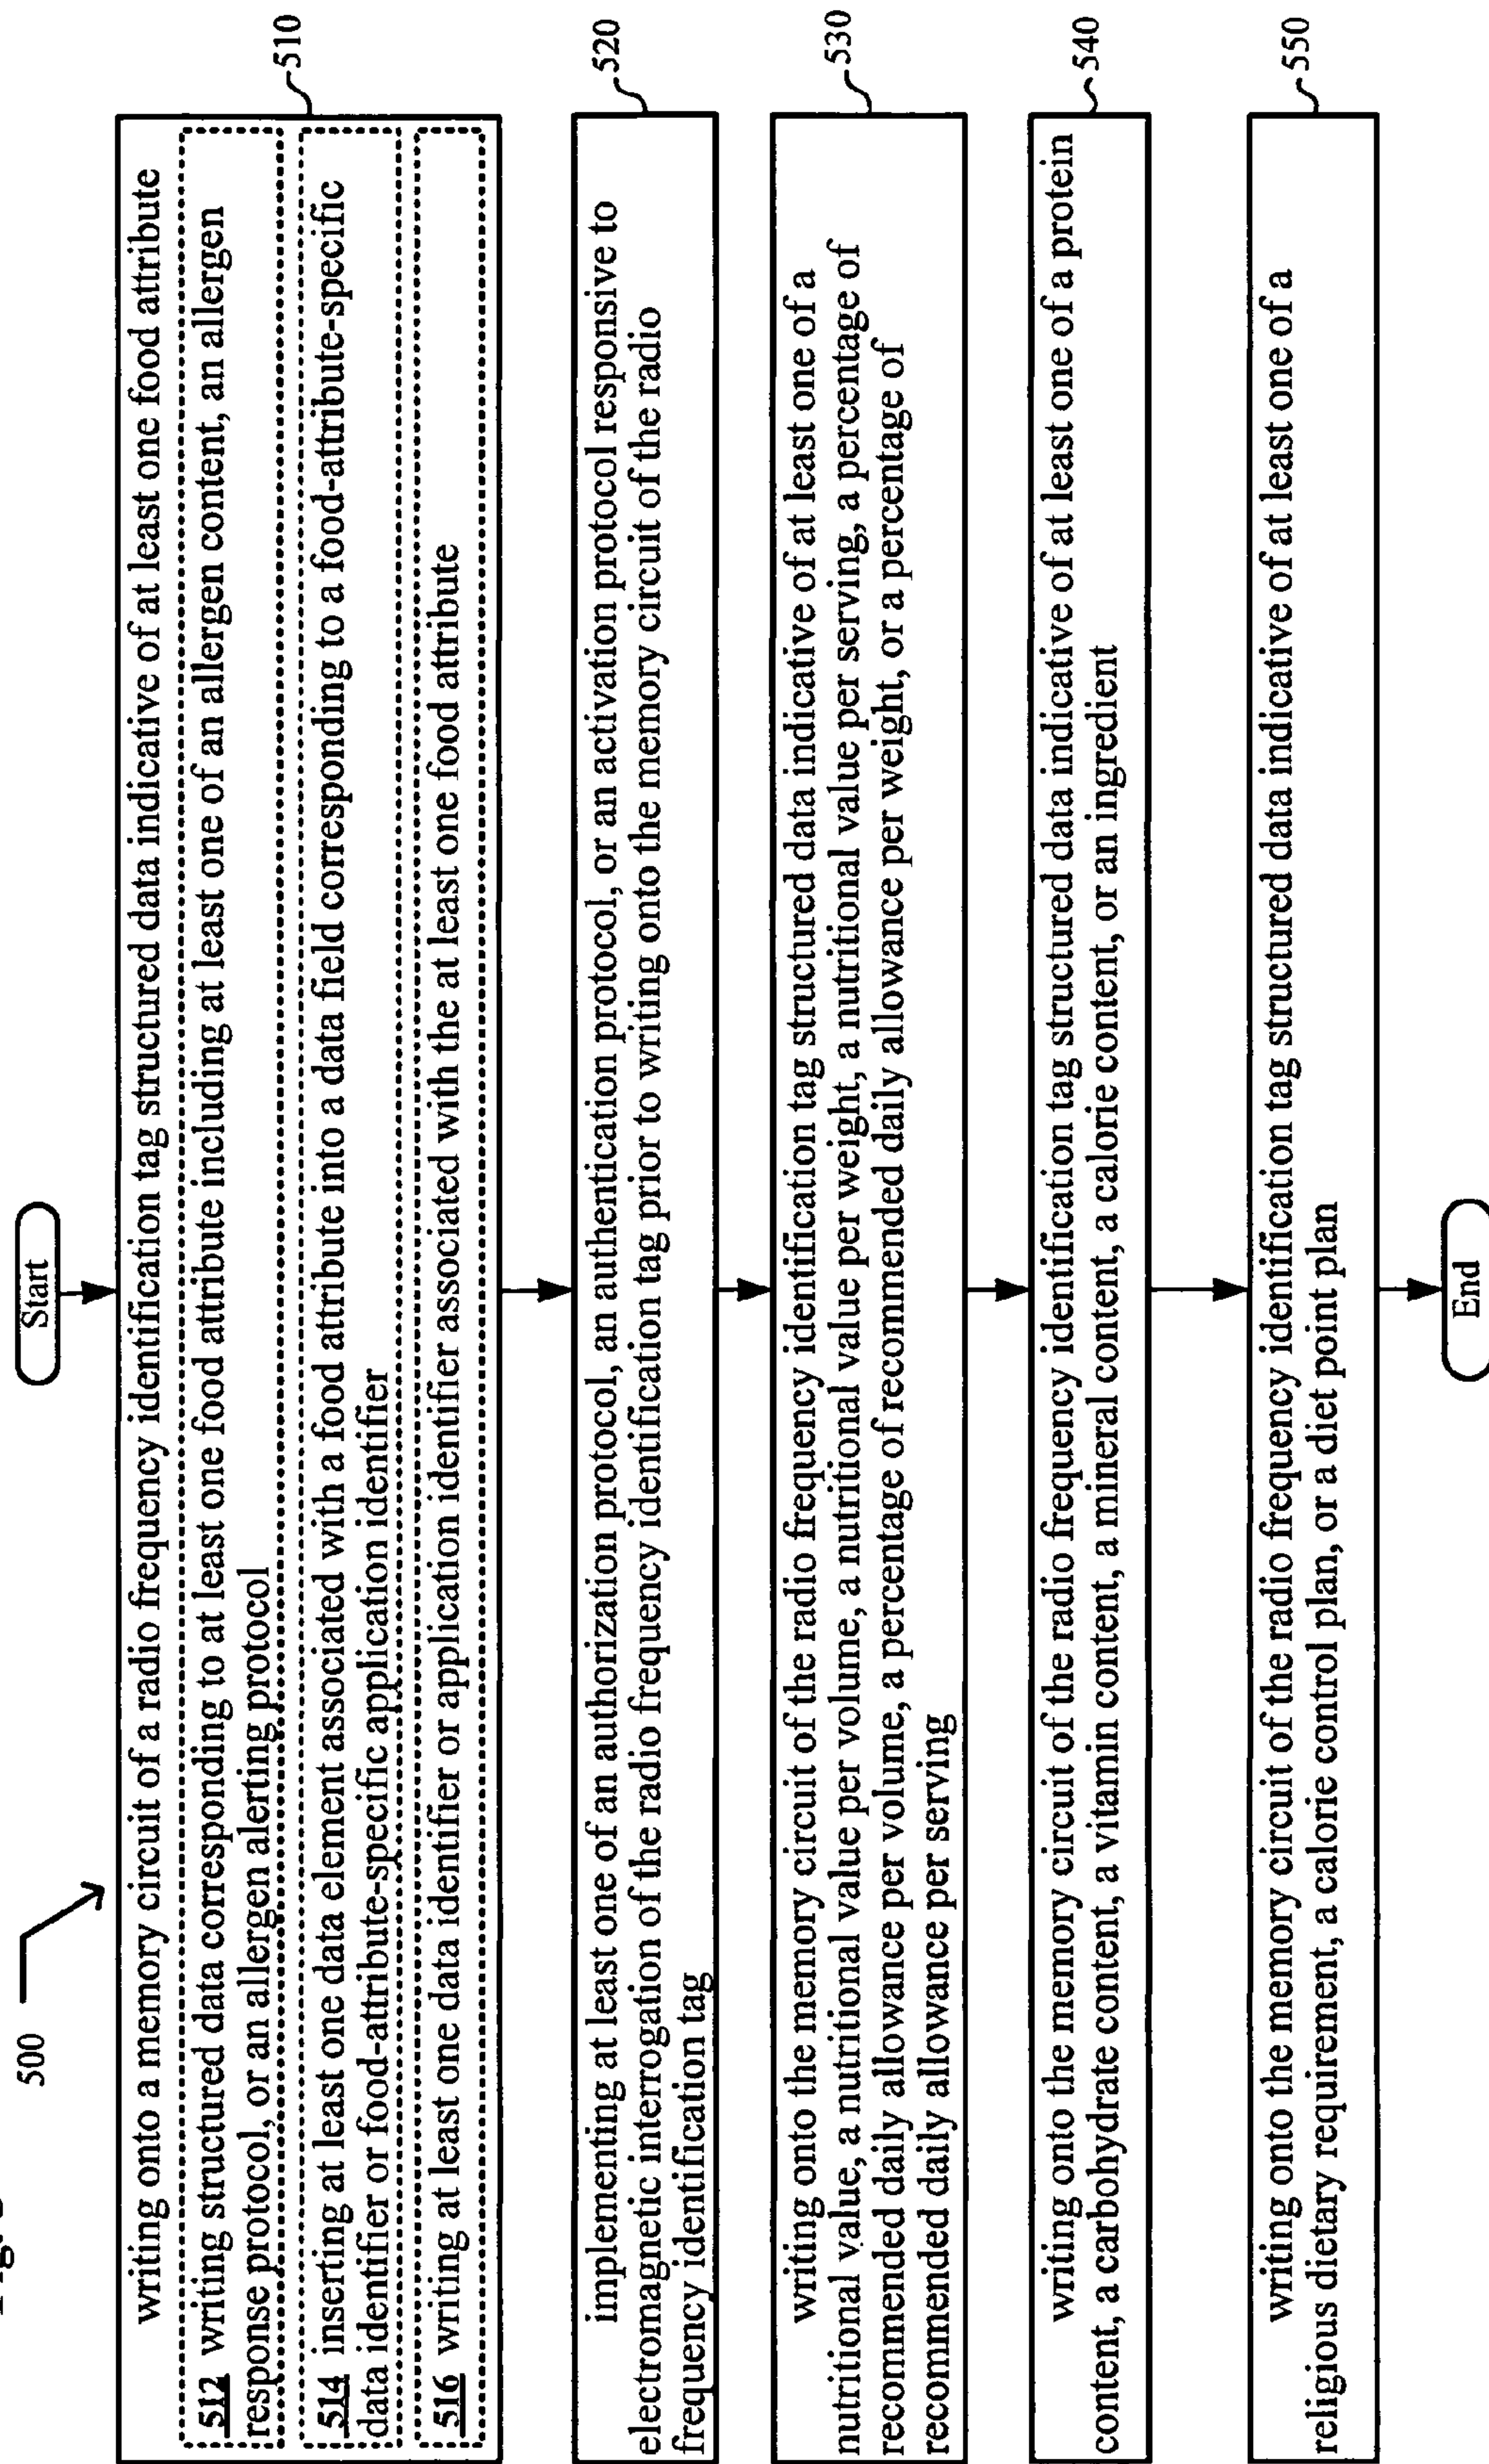 500
Start
510
writing onto a memory circuit of a radio frequency identification tag structured data indicative of at least one food attribute
512 writing structured data corresponding to at least one food attribute including at least one of an allergen content, an allergen
response protocol, or an allergen alerting protocol
514 inserting at least one data element associated with a food attribute into a data field corresponding to a food-attribute-specific
data identifier or food-attribute-specific application identifier
516 writing at least one data identifier or application identifier associated with the at least one food attribute
520
implementing at least one of an authorization protocol, an authentication protocol, or an activation protocol responsive to
electromagnetic interrogation of the radio frequency identification tag prior to writing onto the memory circuit of the radio
frequency identification tag
530
writing onto the memory circuit of the radio frequency identification tag structured data indicative of at least one of a
nutritional value, a nutritional value per volume, a nutritional value per weight, a nutritional value per serving, a percentage of
recommended daily allowance per volume, a percentage of recommended daily allowance per weight, or a percentage of
recommended daily allowance per serving
540
writing onto the memory circuit of the radio frequency identification tag structured data indicative of at least one of a protein
content, a carbohydrate content, a vitamin content, a mineral content, a calorie content, or an ingredient
550
writing onto the memory circuit of the radio frequency identification tag structured data indicative of at least one of a
religious dietary requirement, a calorie control plan, or a diet point plan
End